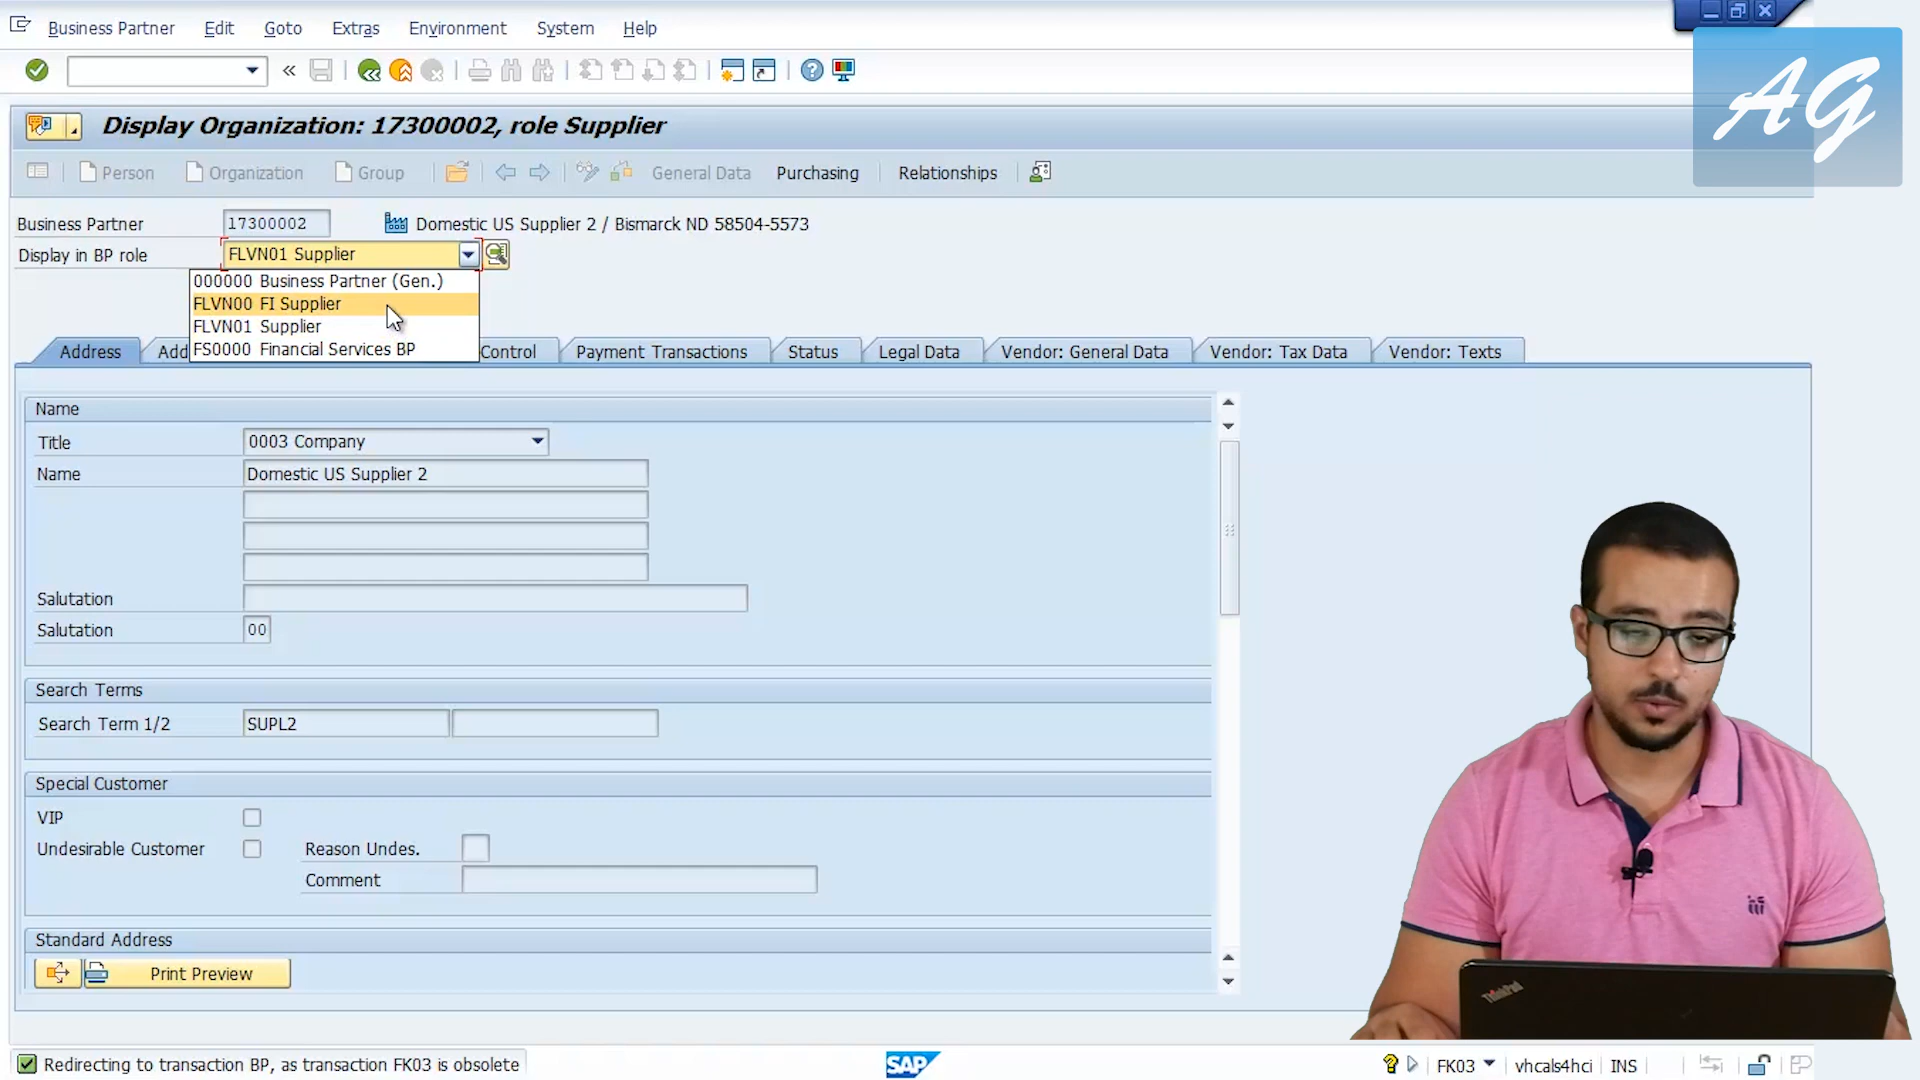 Business Partner Edit Goto Extras Environment System Help
AG
Display Organization: 17300002, role Supplier
Person Organization Group General Data Purchasing Relationships
Business Partner 17300002 Domestic US Supplier 2 / Bismarck ND 58504-5573
Display in BP role FLVN01 Supplier
000000 Business Partner (Gen.)
FLVN00 FI Supplier
FLVN01 Supplier
FS0000 Financial Services BP
Address Add Control Payment Transactions Status Legal Data Vendor: General Data Vendor: Tax Data Vendor: Texts
Name
Title 0003 Company
Name Domestic US Supplier 2
Salutation
Salutation 00
Search Terms
Search Term 1/2 SUPL2
Special Customer
VIP
Undesirable Customer Reason Undes.
Comment
Standard Address
Print Preview
ThinkPad
Redirecting to transaction BP, as transaction FK03 is obsolete SAP FK03 vhcals4hci INS